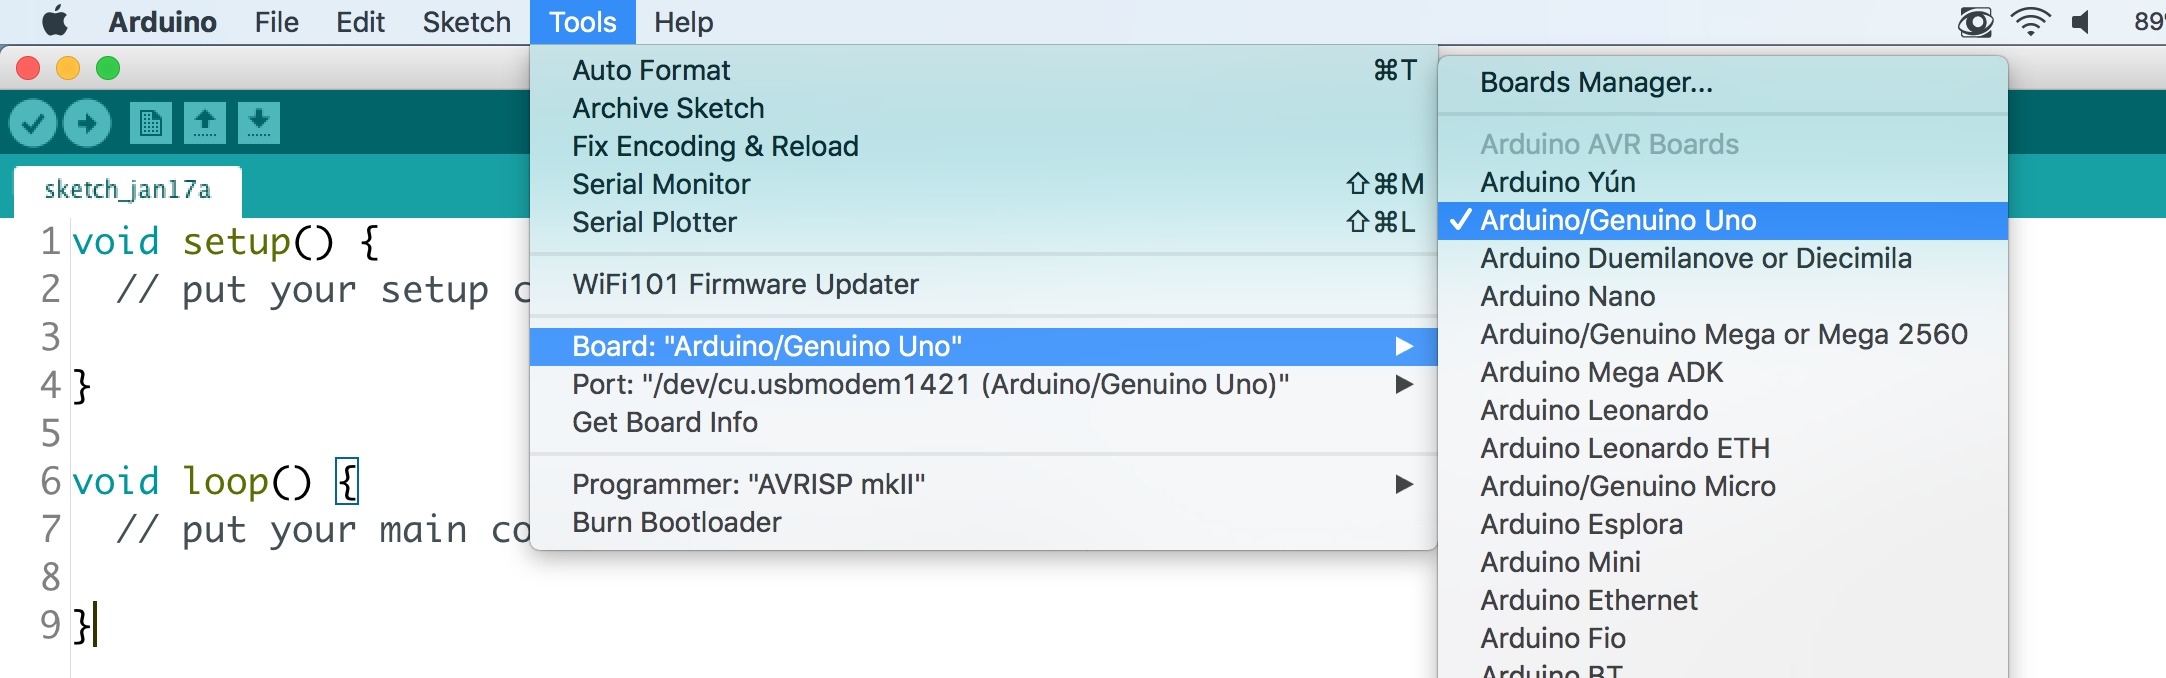 Arduino File Edit Sketch Tools Help 89%
sketch_jan17a
1 void setup() {
2 // put your setup c
3
4 }
5
6 void loop() {
7 // put your main co
8
9 }
Auto Format ⌘T
Archive Sketch
Fix Encoding & Reload
Serial Monitor ⇧⌘M
Serial Plotter ⇧⌘L
WiFi101 Firmware Updater
Board: "Arduino/Genuino Uno"
Port: "/dev/cu.usbmodem1421 (Arduino/Genuino Uno)"
Get Board Info
Programmer: "AVRISP mkII"
Burn Bootloader
Boards Manager...
Arduino AVR Boards
Arduino Yún
✓ Arduino/Genuino Uno
Arduino Duemilanove or Diecimila
Arduino Nano
Arduino/Genuino Mega or Mega 2560
Arduino Mega ADK
Arduino Leonardo
Arduino Leonardo ETH
Arduino/Genuino Micro
Arduino Esplora
Arduino Mini
Arduino Ethernet
Arduino Fio
Arduino BT